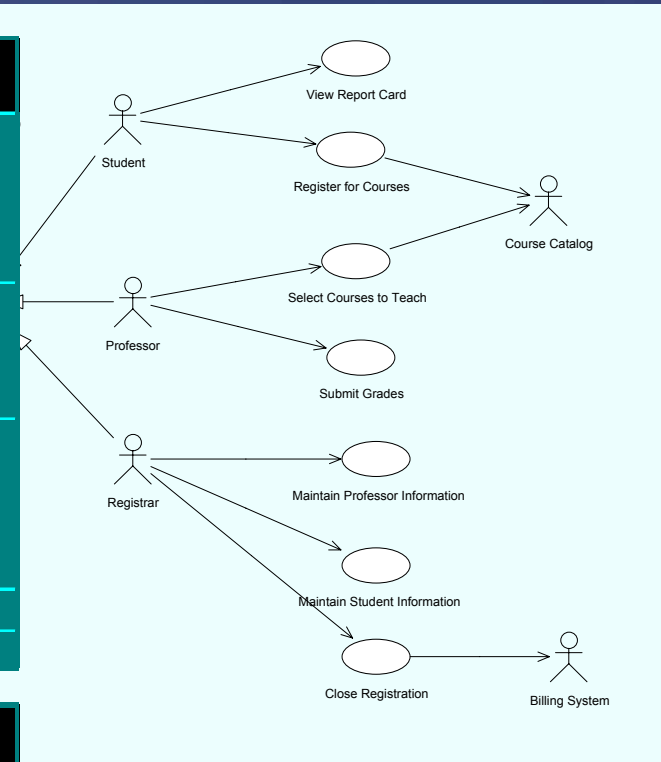 View Report Card
Student
Register for Courses
Course Catalog
Select Courses to Teach
Professor
Submit Grades
Maintain Professor Information
Registrar
Maintain Student Information
Close Registration
Billing System